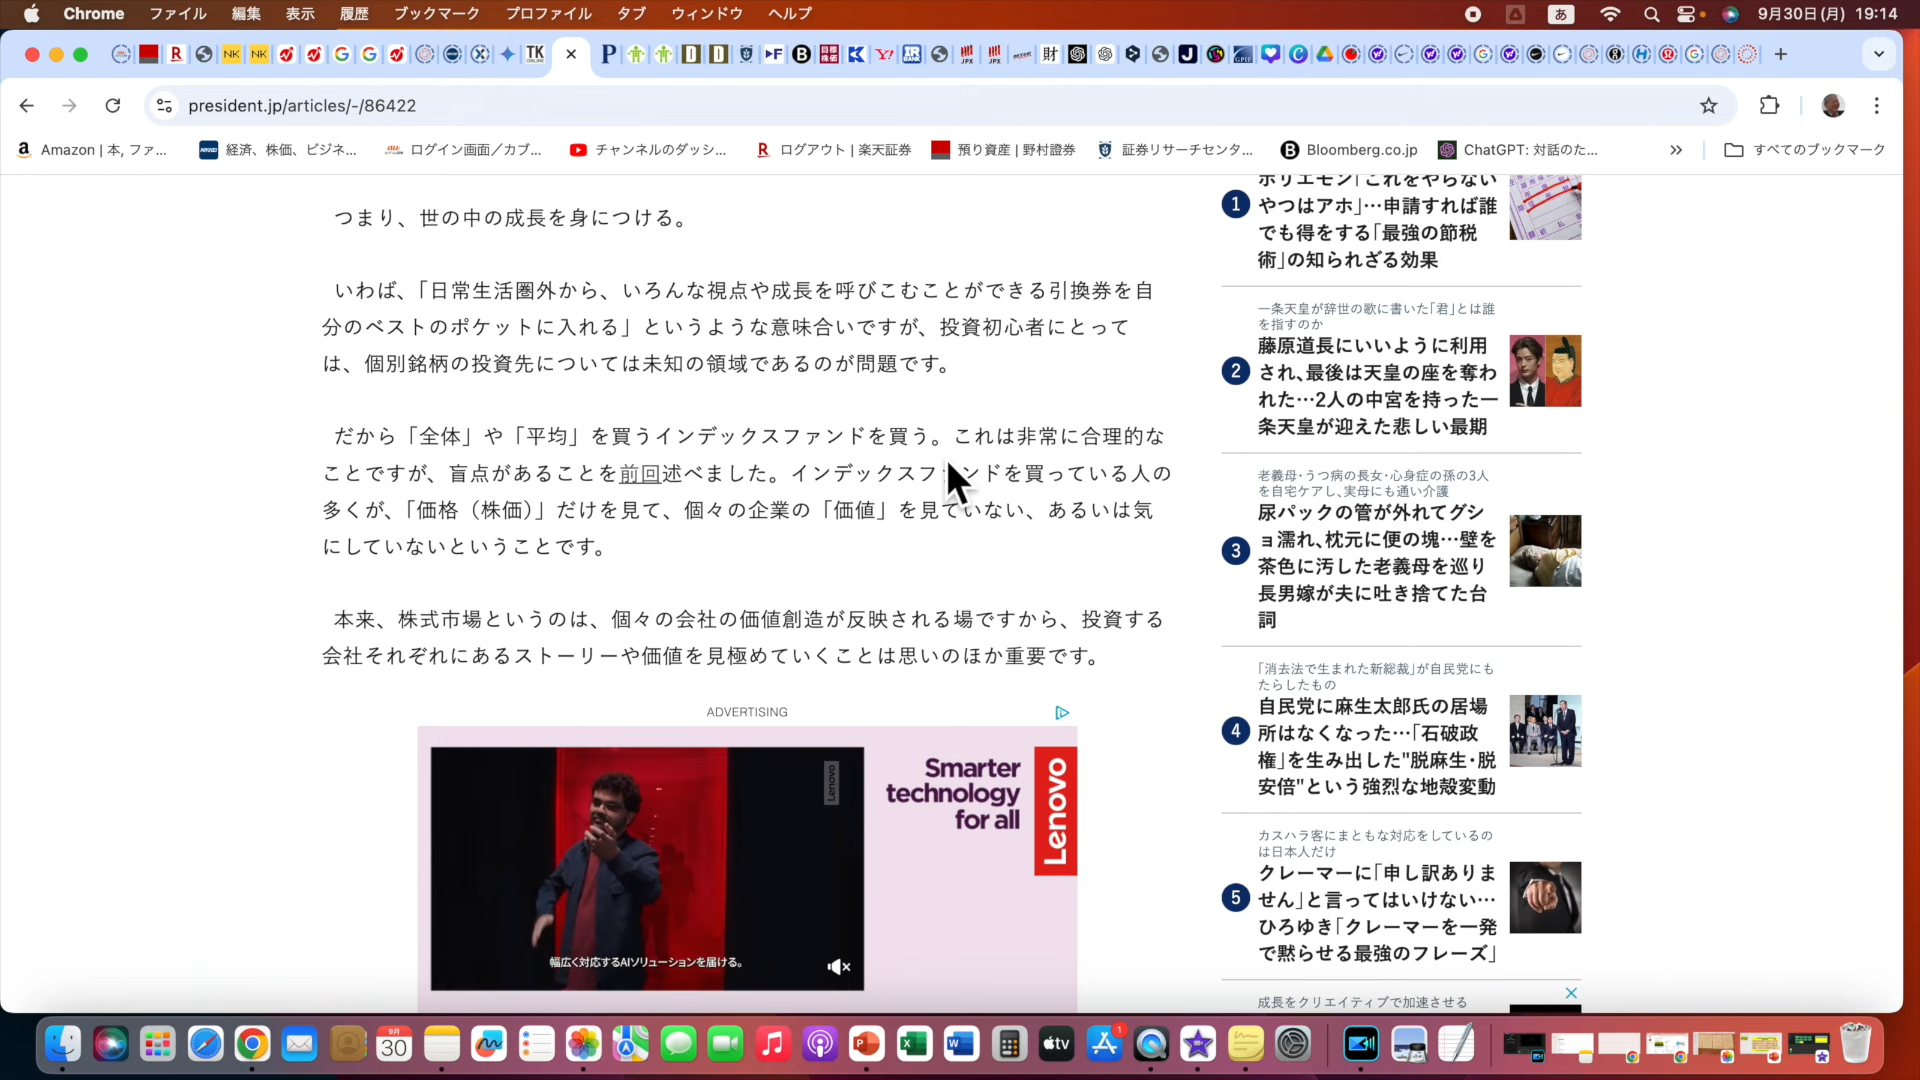 Chrome ファイル 編集 表示 履歴 ブックマーク プロファイル タブ ウィンドウ ヘルプ
あ 9月30日(月) 19:14
president.jp/articles/-/86422
Amazon | 本, ファ...
経済、株価、ビジネ...
ログイン画面／カブ...
チャンネルのダッシ...
ログアウト | 楽天証券
預り資産 | 野村證券
証券リサーチセンタ...
Bloomberg.co.jp
ChatGPT: 対話のた...
すべてのブックマーク
つまり、世の中の成長を身につける。
いわば、「日常生活圏外から、いろんな視点や成長を呼びこむことができる引換券を自
分のベストのポケットに入れる」というような意味合いですが、投資初心者にとって
は、個別銘柄の投資先については未知の領域であるのが問題です。
だから「全体」や「平均」を買うインデックスファンドを買う。これは非常に合理的な
ことですが、盲点があることを前回述べました。インデックスファンドを買っている人の
多くが、「価格（株価）」だけを見て、個々の企業の「価値」を見ていない、あるいは気
にしていないということです。
本来、株式市場というのは、個々の会社の価値創造が反映される場ですから、投資する
会社それぞれにあるストーリーや価値を見極めていくことは思いのほか重要です。
ADVERTISING
Lenovo
幅広く対応するAIソリューションを届ける。
Smarter
technology
for all
Lenovo
1
ホリエモン「これをやらない
やつはアホ」…申請すれば誰
でも得をする「最強の節税
術」の知られざる効果
一条天皇が辞世の歌に書いた「君」とは誰
を指すのか
2
藤原道長にいいように利用
され、最後は天皇の座を奪わ
れた…2人の中宮を持った一
条天皇が迎えた悲しい最期
老義母・うつ病の長女・心身症の孫の3人
を自宅ケアし、実母にも通い介護
3
尿パックの管が外れてグシ
ョ濡れ、枕元に便の塊…壁を
茶色に汚した老義母を巡り
長男嫁が夫に吐き捨てた台
詞
「消去法で生まれた新総裁」が自民党にも
たらしたもの
4
自民党に麻生太郎氏の居場
所はなくなった…「石破政
権」を生み出した"脱麻生・脱
安倍"という強烈な地殻変動
カスハラ客にまともな対応をしているの
は日本人だけ
5
クレーマーに「申し訳ありま
せん」と言ってはいけない…
ひろゆき「クレーマーを一発
で黙らせる最強のフレーズ」
成長をクリエイティブで加速させる
9月
30
tv
1